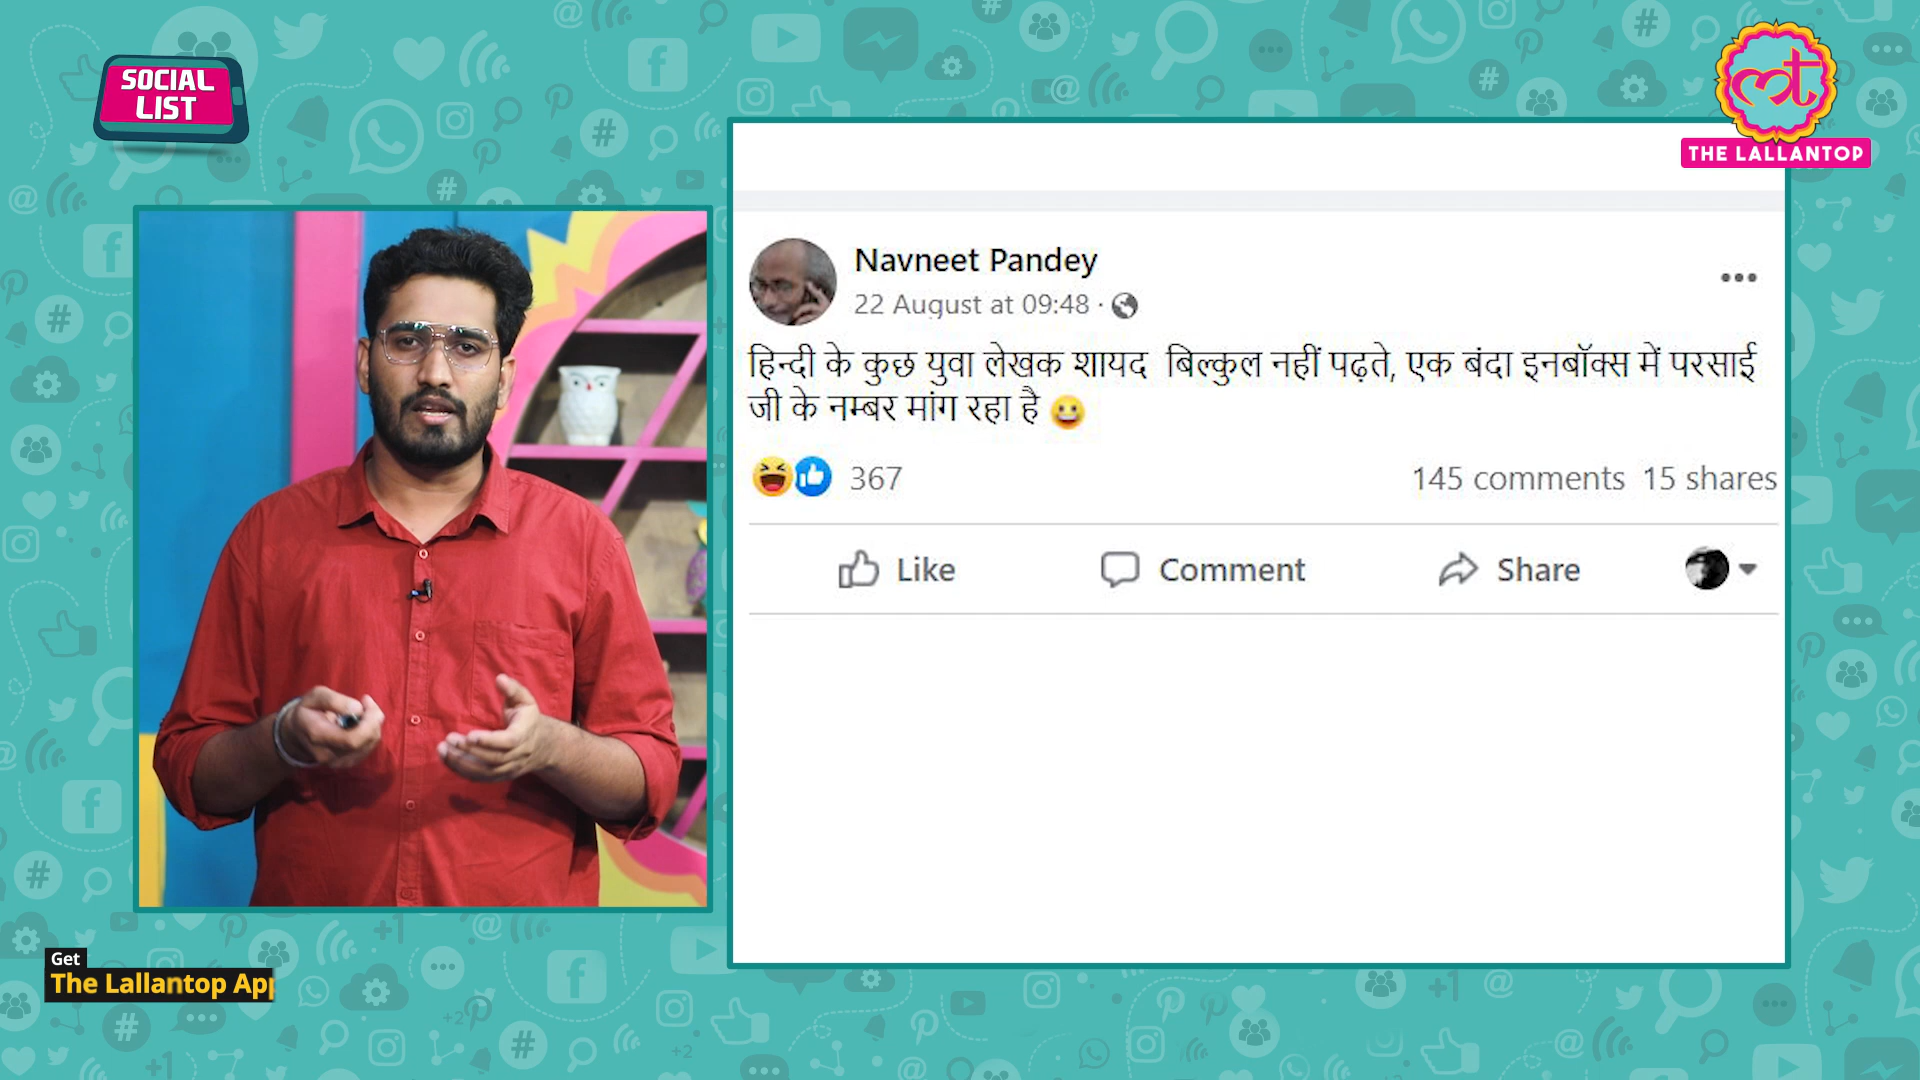 SOCIAL
LIST
THE LALLANTOP
Navneet Pandey
22 August at 09:48
हिन्दी के कुछ युवा लेखक शायद बिल्कुल नहीं पढ़ते, एक बंदा इनबॉक्स में परसाई
जी के नम्बर मांग रहा है
367
145 comments 15 shares
Like
Comment
Share
Get
The Lallantop App